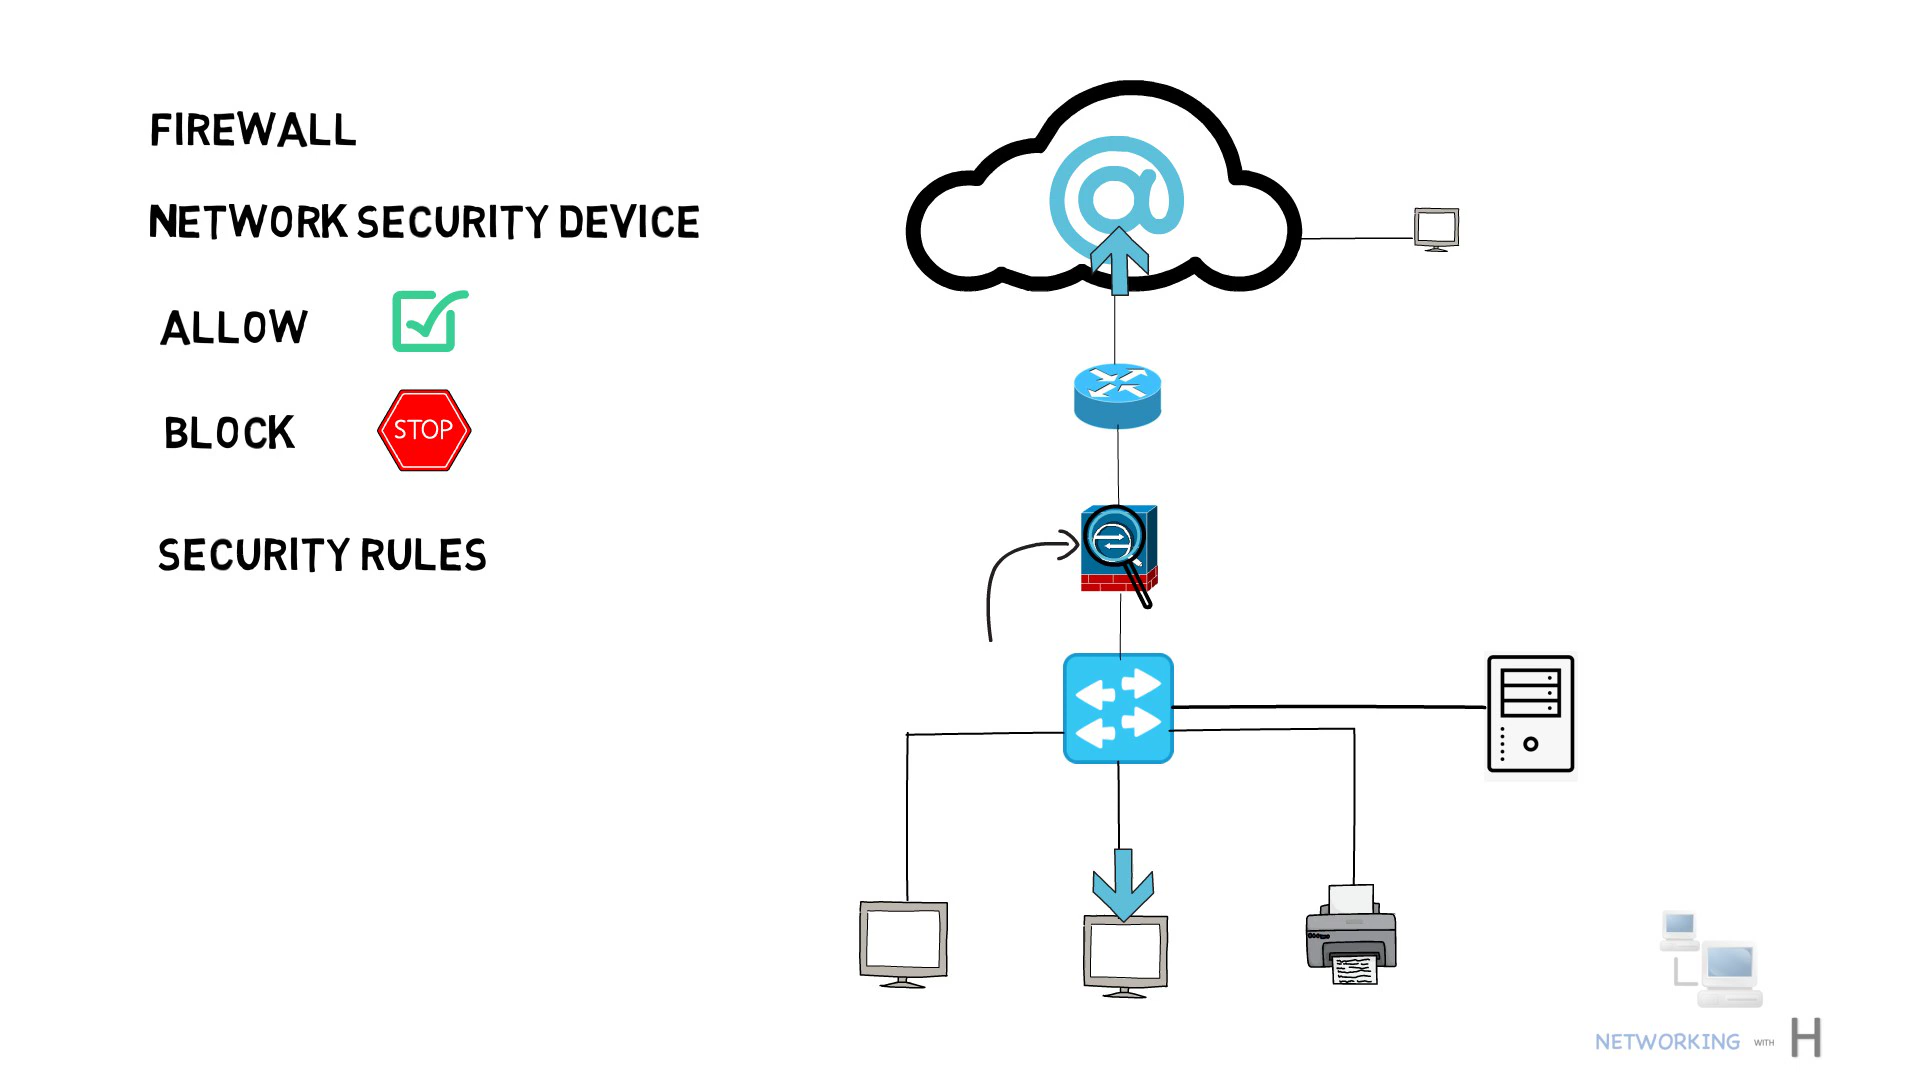 FIREWALL
NETWORK SECURITY DEVICE
ALLOW
BLOCK
STOP
SECURITY RULES
@
NETWORKING WITH H